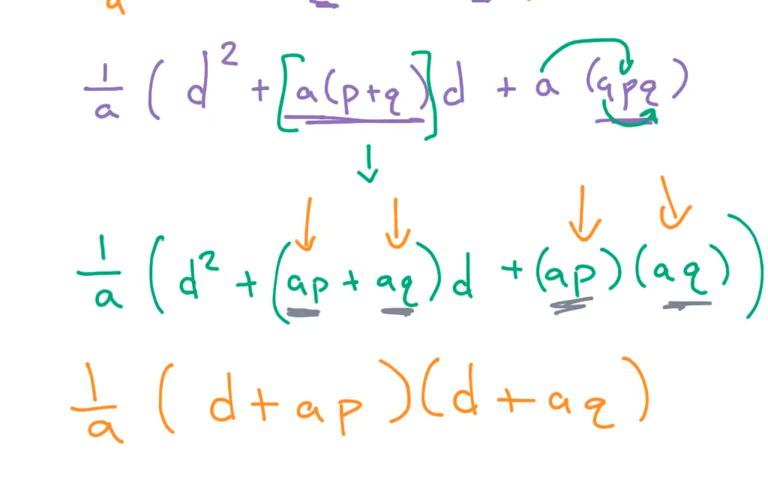 a
1/a ( d² + [a(p+q)]d + a (apq)
1/a (d² + (ap + aq)d + (ap)(aq))
1/a ( d+ap )(d+aq)